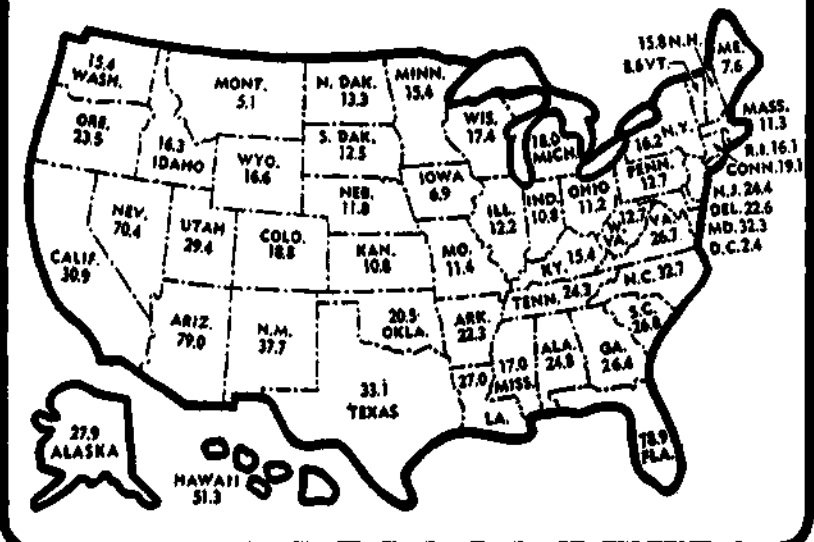 15.4
WASH.
ORE.
23.5
16.3
IDAHO
MONT.
5.1
N. DAK.
13.3
MINN.
15.4
S. DAK.
12.5
WIS.
17.4
18.0
MICH.
WYO.
16.6
NEB.
11.8
IOWA
6.9
NEV.
70.4
UTAH
29.4
COLO.
18.8
KAN.
10.8
CALIF.
30.9
ARIZ.
79.0
N.M.
37.7
20.5
OKLA.
33.1
TEXAS
MO.
11.4
ARK.
22.3
27.0
LA.
ILL.
12.2
IND.
10.8
OHIO
11.2
KY. 15.4
TENN. 24.3
17.0
MISS.
ALA.
24.8
GA.
26.4
78.9
FLA.
S.C.
26.8
N.C. 32.7
12.7
W.
VA.
VA.
26.7
PENN.
12.7
16.2 N.Y.
15.8 N.H.
8.6 VT.
ME.
7.6
MASS.
11.3
R.I. 16.1
CONN. 19.1
N.J. 24.4
DEL. 22.6
MD. 32.3
D.C. 2.4
27.9
ALASKA
HAWAII
51.3